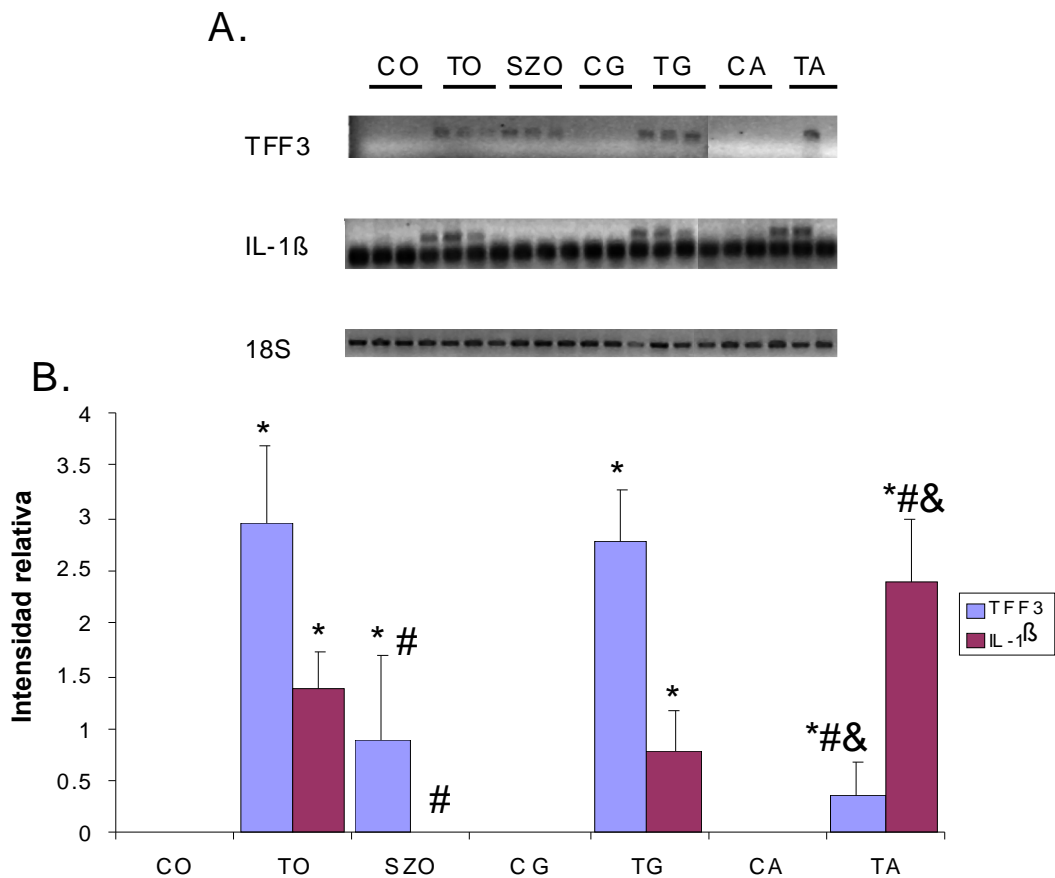 A.
CO TO SZO CG TG CA TA
TFF3
IL-1ß
18S
B.
Intensidad relativa
4
3.5
3
2.5
2
1.5
1
0.5
0
*
*
* #
#
*
*
*#&
*#&
TFF3
IL-1ß
CO TO SZO CG TG CA TA